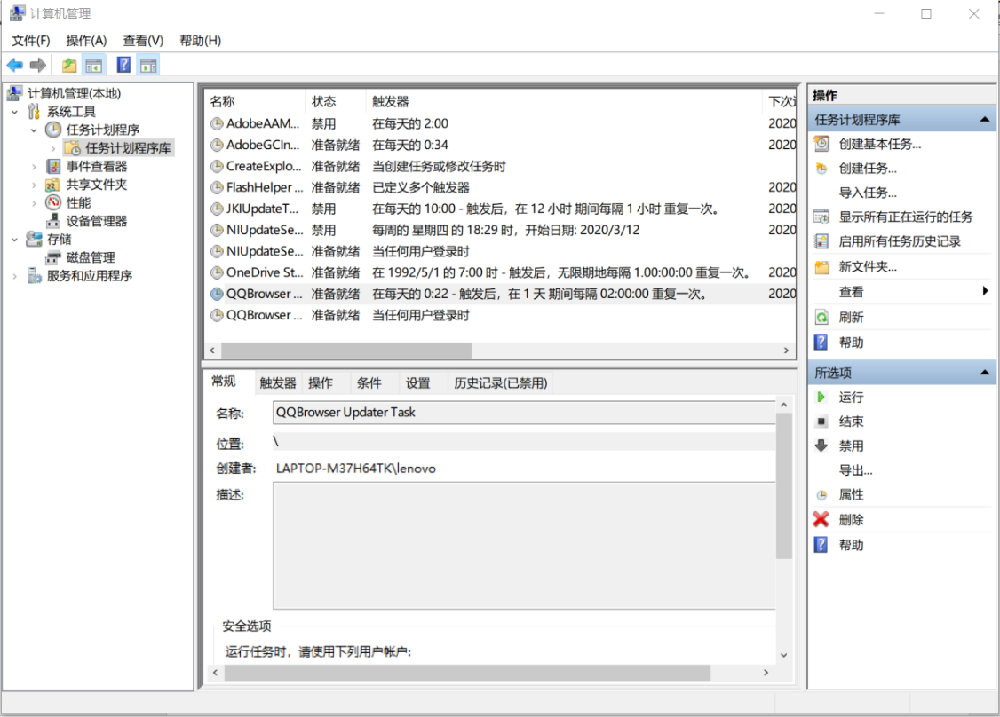 计算机管理
文件(F) 操作(A) 查看(V) 帮助(H)
计算机管理(本地)
系统工具
任务计划程序
任务计划程序库
事件查看器
共享文件夹
性能
设备管理器
存储
磁盘管理
服务和应用程序
名称 状态 触发器 下次
AdobeAAM... 禁用 在每天的 2:00 2020
AdobeGCIn... 准备就绪 在每天的 0:34 2020
CreateExplo... 准备就绪 当创建任务或修改任务时
FlashHelper ... 准备就绪 已定义多个触发器 2020
JKIUpdateT... 禁用 在每天的 10:00 - 触发后，在 12 小时 期间每隔 1 小时 重复一次。 2020
NIUpdateSe... 禁用 每周的 星期四 的 18:29 时，开始日期: 2020/3/12 2020
NIUpdateSe... 准备就绪 当任何用户登录时
OneDrive St... 准备就绪 在 1992/5/1 的 7:00 时 - 触发后，无限期地每隔 1.00:00:00 重复一次。 2020
QQBrowser ... 准备就绪 在每天的 0:22 - 触发后，在 1 天 期间每隔 02:00:00 重复一次。 2020
QQBrowser ... 准备就绪 当任何用户登录时
常规 触发器 操作 条件 设置 历史记录(已禁用)
名称: QQBrowser Updater Task
位置: \
创建者: LAPTOP-M37H64TK\lenovo
描述:
安全选项
运行任务时，请使用下列用户帐户:
操作
任务计划程序库
创建基本任务...
创建任务...
导入任务...
显示所有正在运行的任务
启用所有任务历史记录
新文件夹...
查看
刷新
帮助
所选项
运行
结束
禁用
导出...
属性
删除
帮助